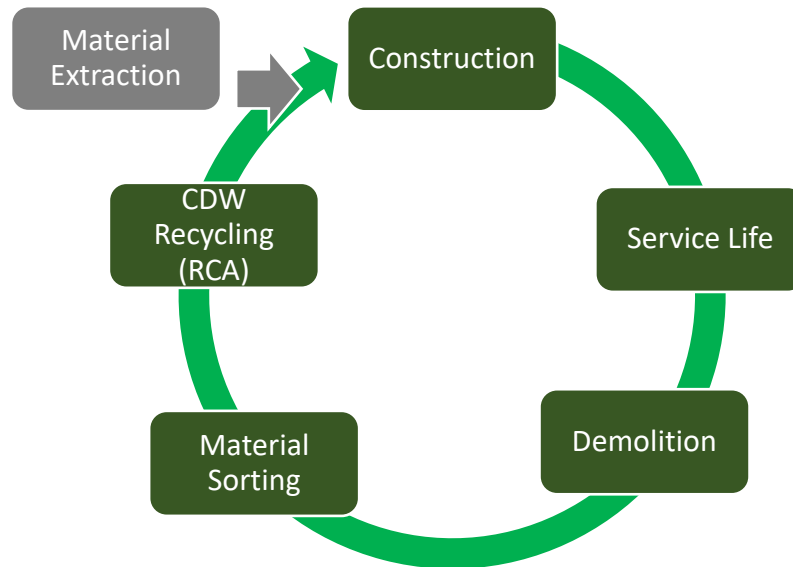 Material
Extraction
Construction
Service Life
Demolition
Material
Sorting
CDW
Recycling
(RCA)